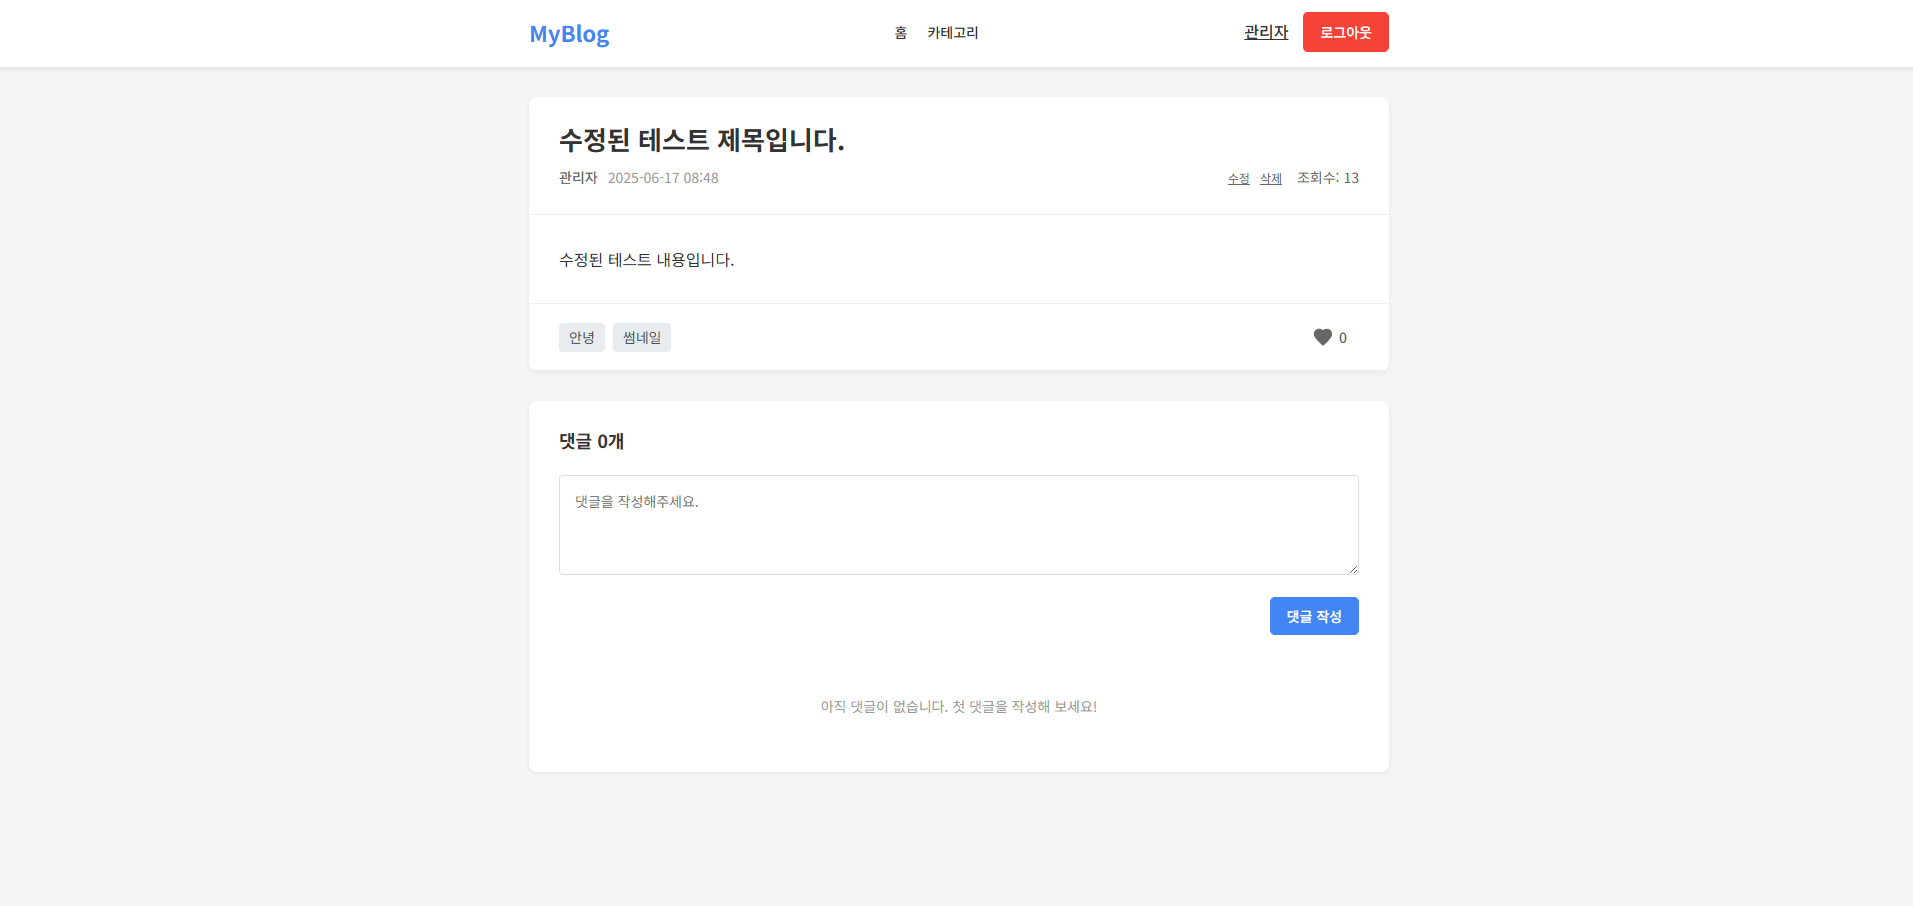 MyBlog 홈 카테고리 관리자 로그아웃
수정된 테스트 제목입니다.
관리자 2025-06-17 08:48 수정 삭제 조회수: 13
수정된 테스트 내용입니다.
안녕 썸네일 0
댓글 0개
댓글을 작성해주세요.
댓글 작성
아직 댓글이 없습니다. 첫 댓글을 작성해 보세요!